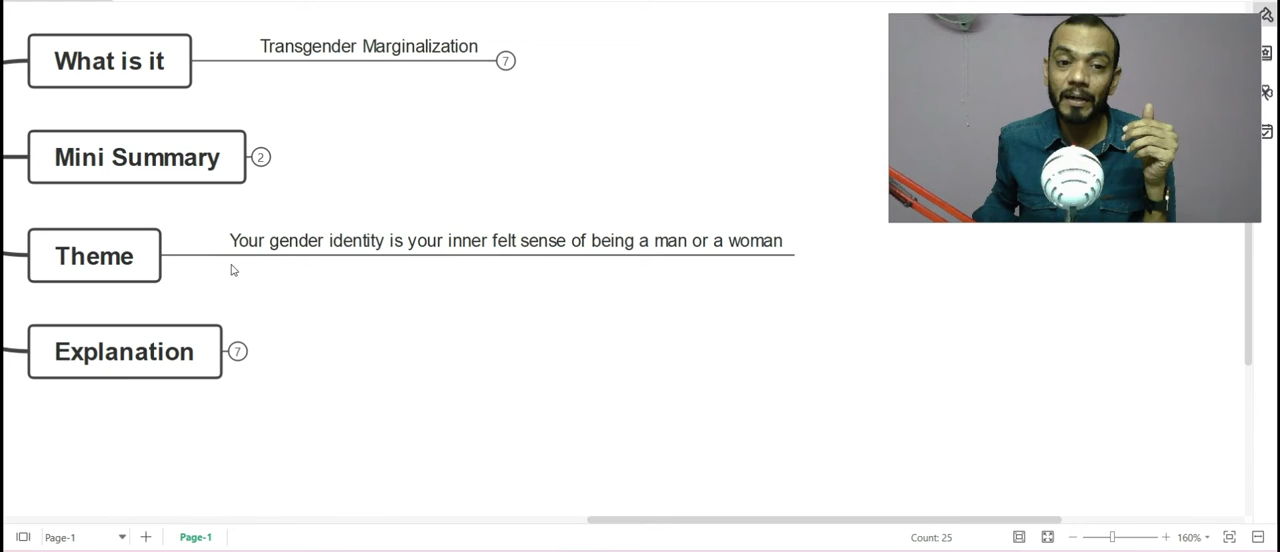 What is it
Transgender Marginalization
7
Mini Summary
2
Theme
Your gender identity is your inner felt sense of being a man or a woman
Explanation
7
Page-1
Page-1
Count: 25
160%